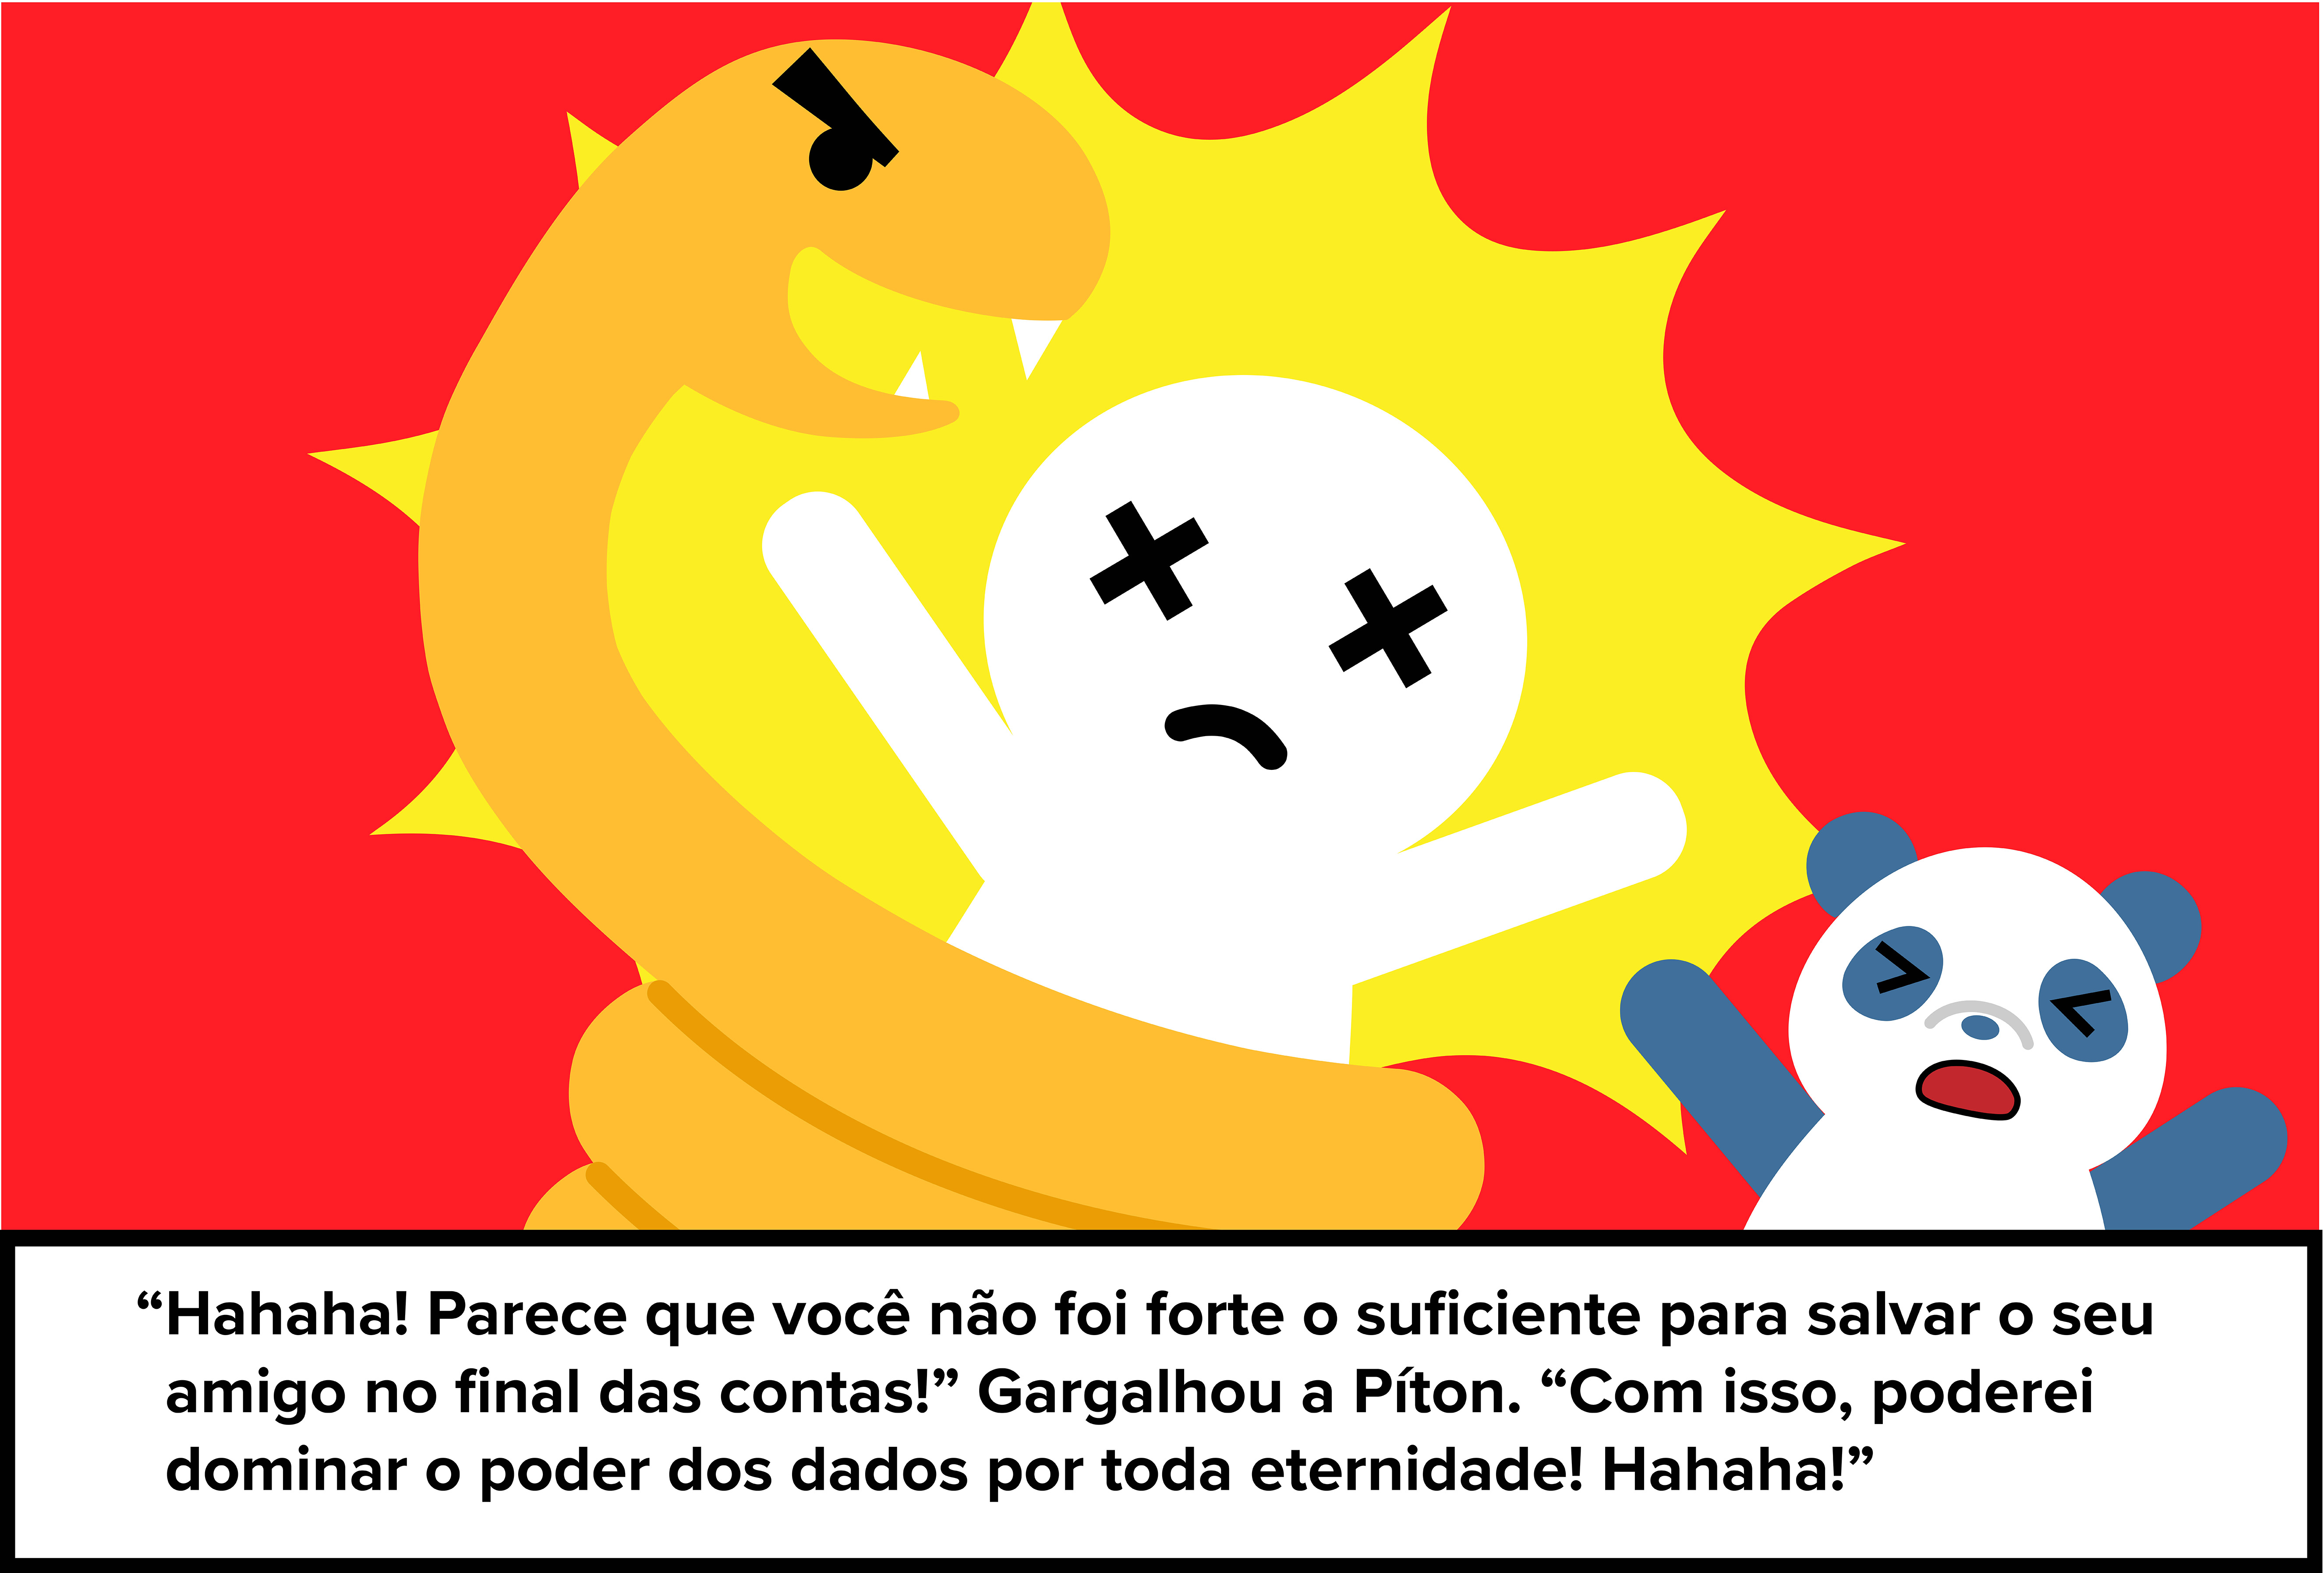 “Hahaha! Parece que você não foi forte o suficiente para salvar o seu
amigo no final das contas!” Gargalhou a Píton. “Com isso, poderei
dominar o poder dos dados por toda eternidade! Hahaha!”